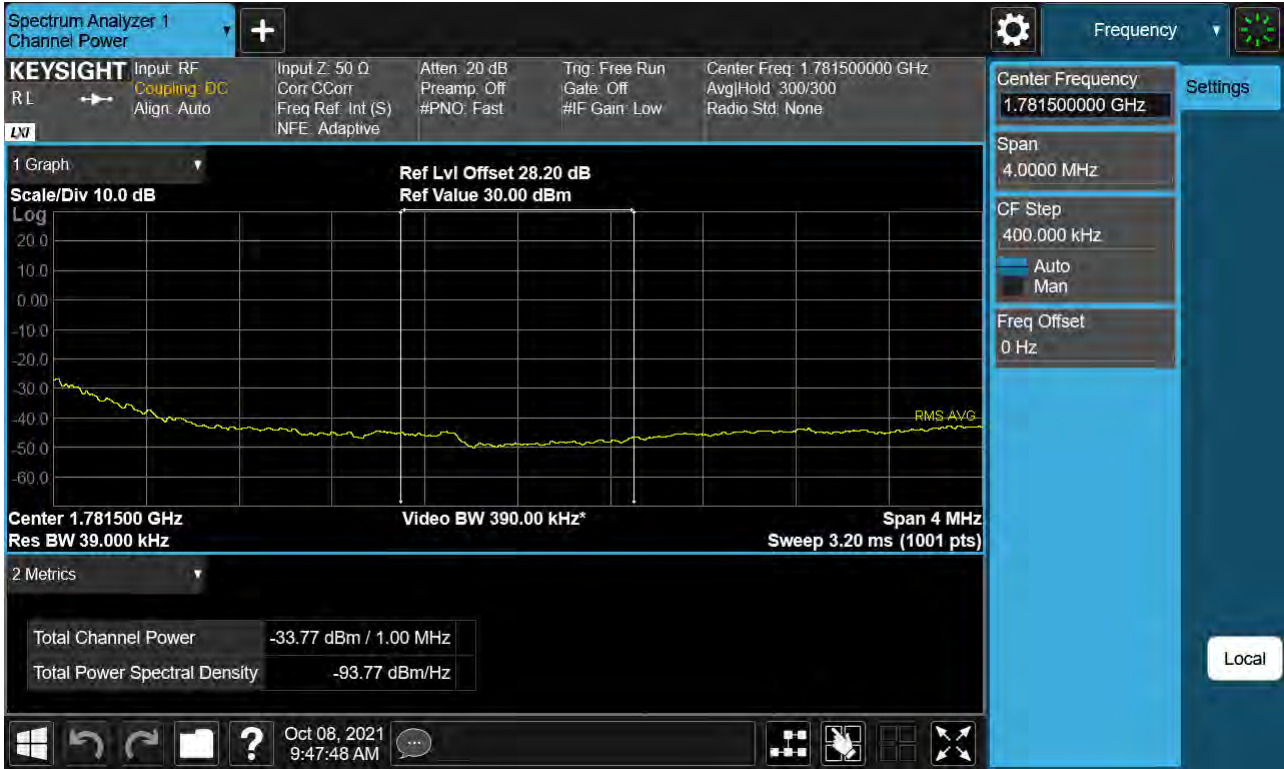 Spectrum Analyzer 1
Channel Power
Frequency
KEYSIGHT
R L
LXI
Input: RF
Coupling: DC
Align: Auto
Input Z: 50 Ω
Corr CCorr
Freq Ref: Int (S)
NFE: Adaptive
Atten: 20 dB
Preamp: Off
#PNO: Fast
Trig: Free Run
Gate: Off
#IF Gain: Low
Center Freq: 1.781500000 GHz
Avg|Hold: 300/300
Radio Std: None
1 Graph
Scale/Div 10.0 dB
Ref Lvl Offset 28.20 dB
Ref Value 30.00 dBm
Log
20.0
10.0
0.00
-10.0
-20.0
-30.0
-40.0
-50.0
-60.0
RMS AVG
Center 1.781500 GHz
Video BW 390.00 kHz*
Span 4 MHz
Res BW 39.000 kHz
Sweep 3.20 ms (1001 pts)
2 Metrics
Total Channel Power -33.77 dBm / 1.00 MHz
Total Power Spectral Density -93.77 dBm/Hz
Center Frequency
1.781500000 GHz
Settings
Span
4.0000 MHz
CF Step
400.000 kHz
Auto
Man
Freq Offset
0 Hz
Local
?
Oct 08, 2021
9:47:48 AM